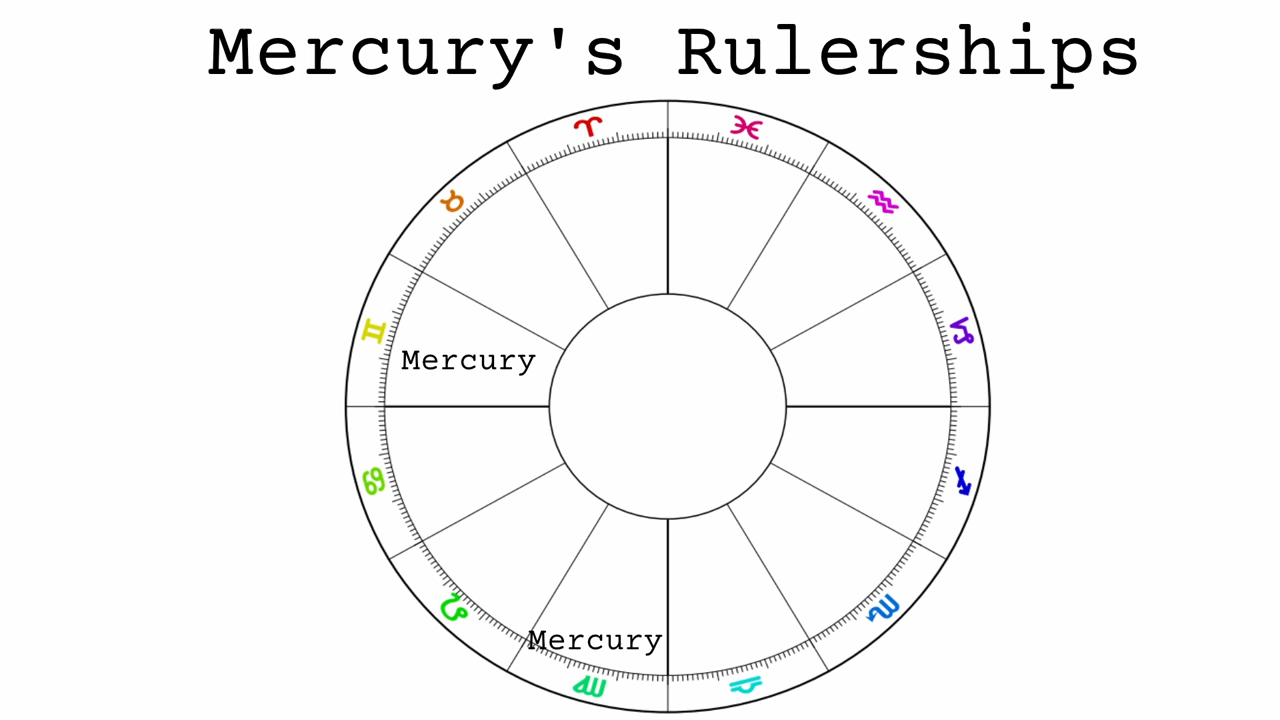 Mercury's Rulerships
♈ ♓
♉ ♒
♊ ♑
Mercury
♋ ♐
♌ ♏
Mercury
♍ ♎